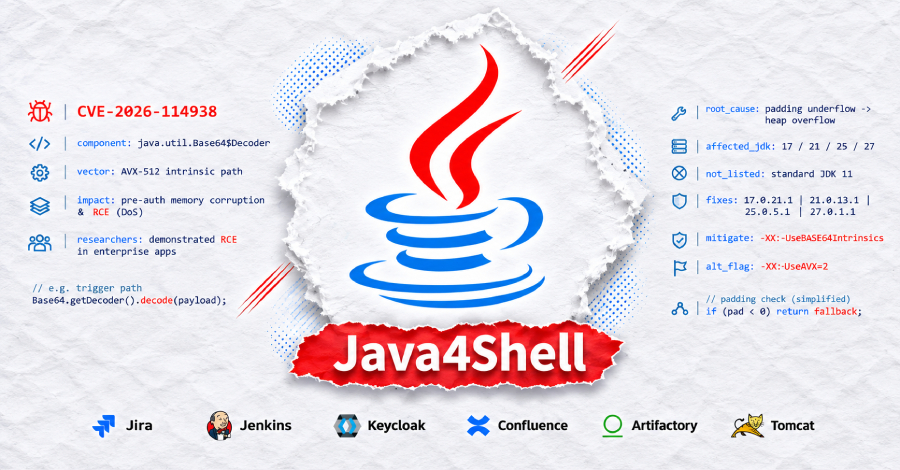 CVE-2026-114938
component: java.util.Base64$Decoder
vector: AVX-512 intrinsic path
impact: pre-auth memory corruption
& RCE (DoS)
researchers: demonstrated RCE
in enterprise apps
// e.g. trigger path
Base64.getDecoder().decode(payload);
root_cause: padding underflow ->
heap overflow
affected_jdk: 17 / 21 / 25 / 27
not_listed: standard JDK 11
fixes: 17.0.21.1 | 21.0.13.1 |
25.0.5.1 | 27.0.1.1
mitigate: -XX:-UseBASE64Intrinsics
alt_flag: -XX:UseAVX=2
// padding check (simplified)
if (pad < 0) return fallback;
Java4Shell
Jira
Jenkins
Keycloak
Confluence
Artifactory
Tomcat